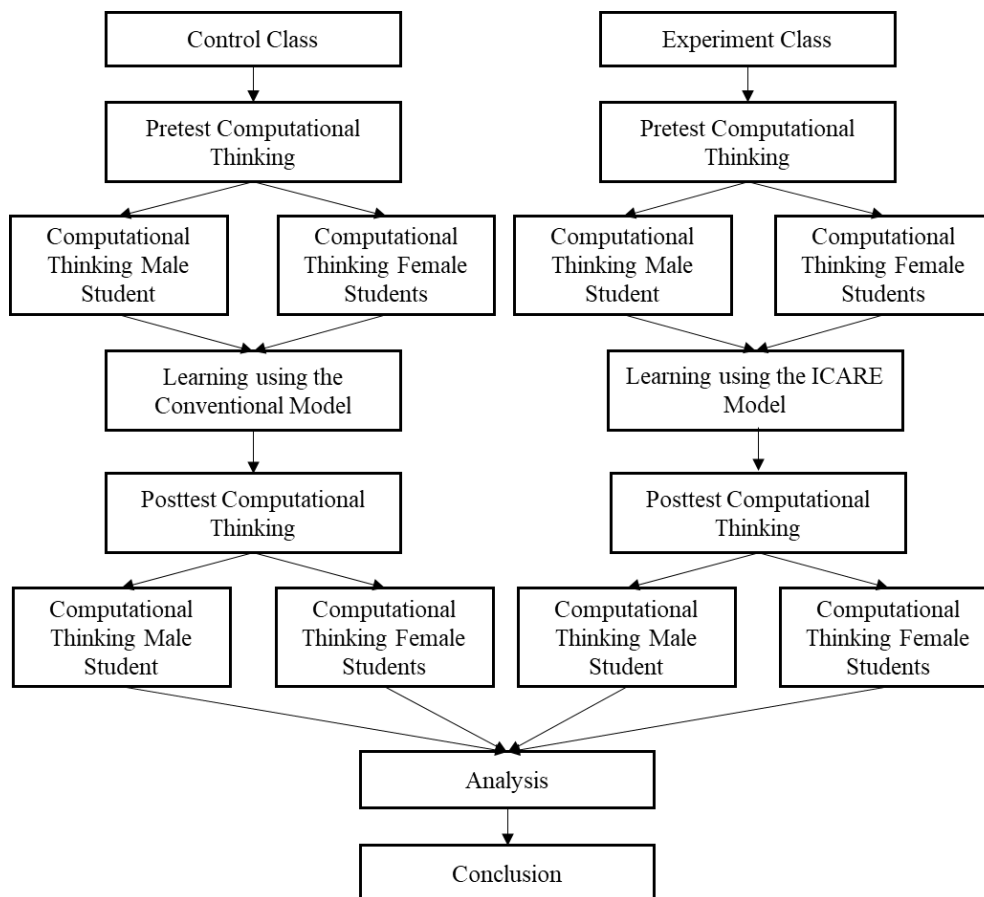 Control Class
Experiment Class
Pretest Computational
Thinking
Pretest Computational
Thinking
Computational
Thinking Male
Student
Computational
Thinking Female
Students
Computational
Thinking Male
Student
Computational
Thinking Female
Students
Learning using the
Conventional Model
Learning using the ICARE
Model
Posttest Computational
Thinking
Posttest Computational
Thinking
Computational
Thinking Male
Student
Computational
Thinking Female
Students
Computational
Thinking Male
Student
Computational
Thinking Female
Students
Analysis
Conclusion